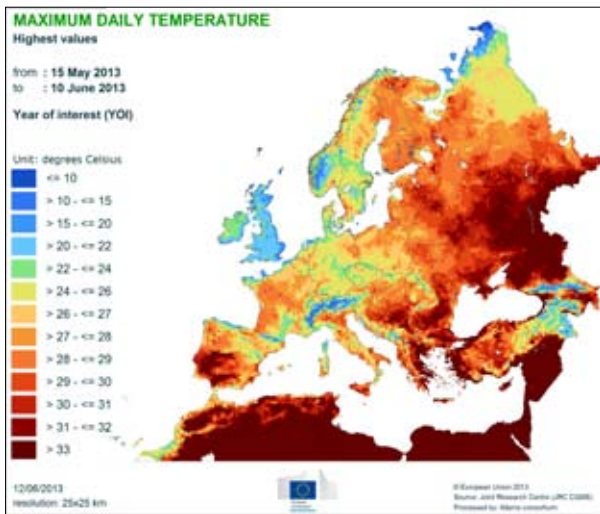 MAXIMUM DAILY TEMPERATURE
Highest values
from : 15 May 2013
to : 10 June 2013
Year of interest (YOI)
Unit: degrees Celsius
<= 10
> 10 - <= 15
> 15 - <= 20
> 20 - <= 22
> 22 - <= 24
> 24 - <= 26
> 26 - <= 27
> 27 - <= 28
> 28 - <= 29
> 29 - <= 30
> 30 - <= 31
> 31 - <= 32
> 33
12/06/2013
resolution: 25x25 km
© European Union 2013
Source: Joint Research Centre (JRC
Processed by: consortium